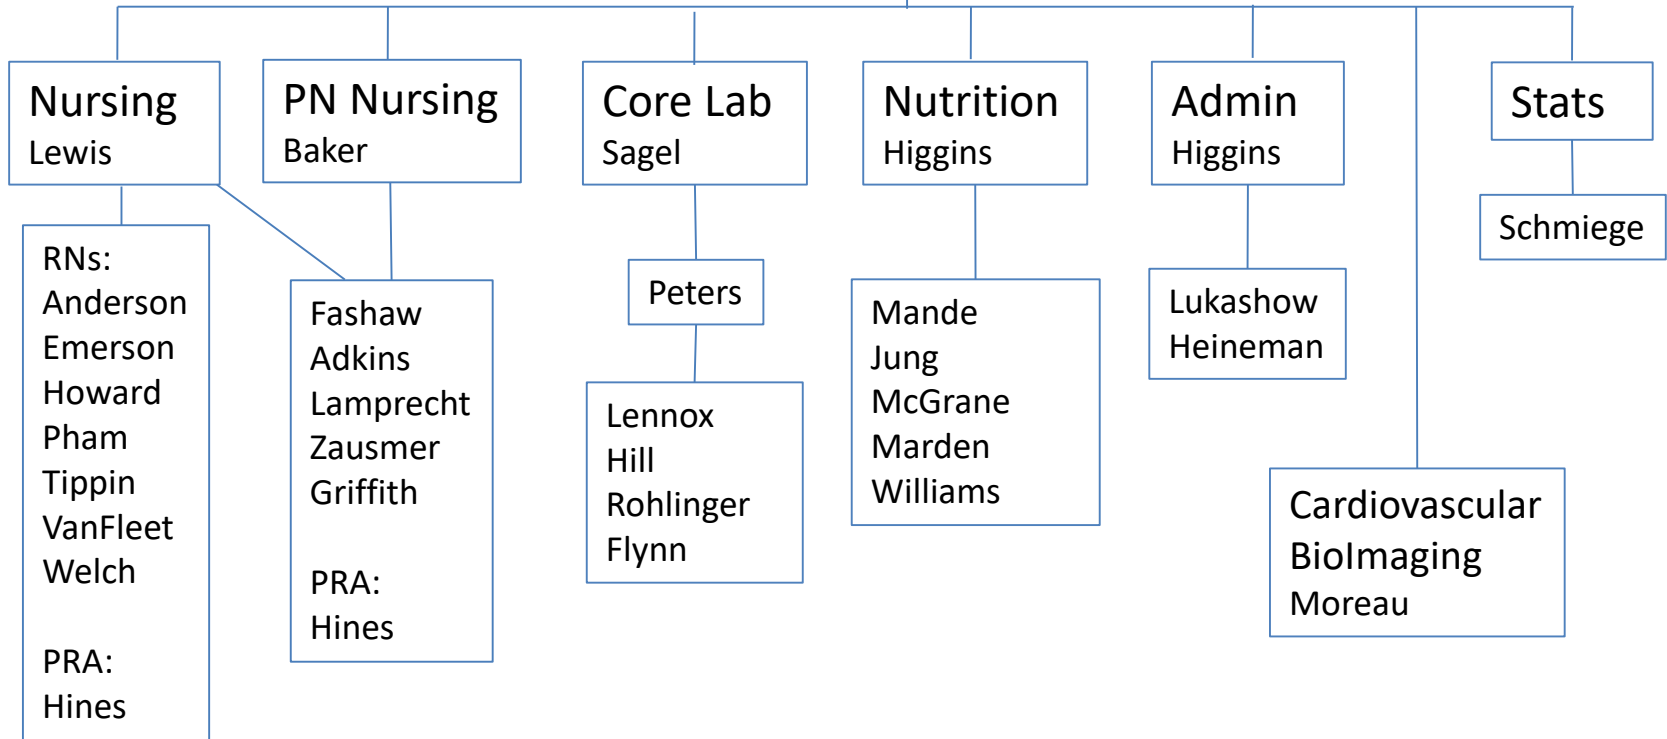 Nursing
Lewis
PN Nursing
Baker
Core Lab
Sagel
Nutrition
Higgins
Admin
Higgins
Stats
Schmiege
RNs:
Anderson
Emerson
Howard
Pham
Tippin
VanFleet
Welch
PRA:
Hines
Fashaw
Adkins
Lamprecht
Zausmer
Griffith
PRA:
Hines
Peters
Lennox
Hill
Rohlinger
Flynn
Mande
Jung
McGrane
Marden
Williams
Lukashow
Heineman
Cardiovascular
BioImaging
Moreau